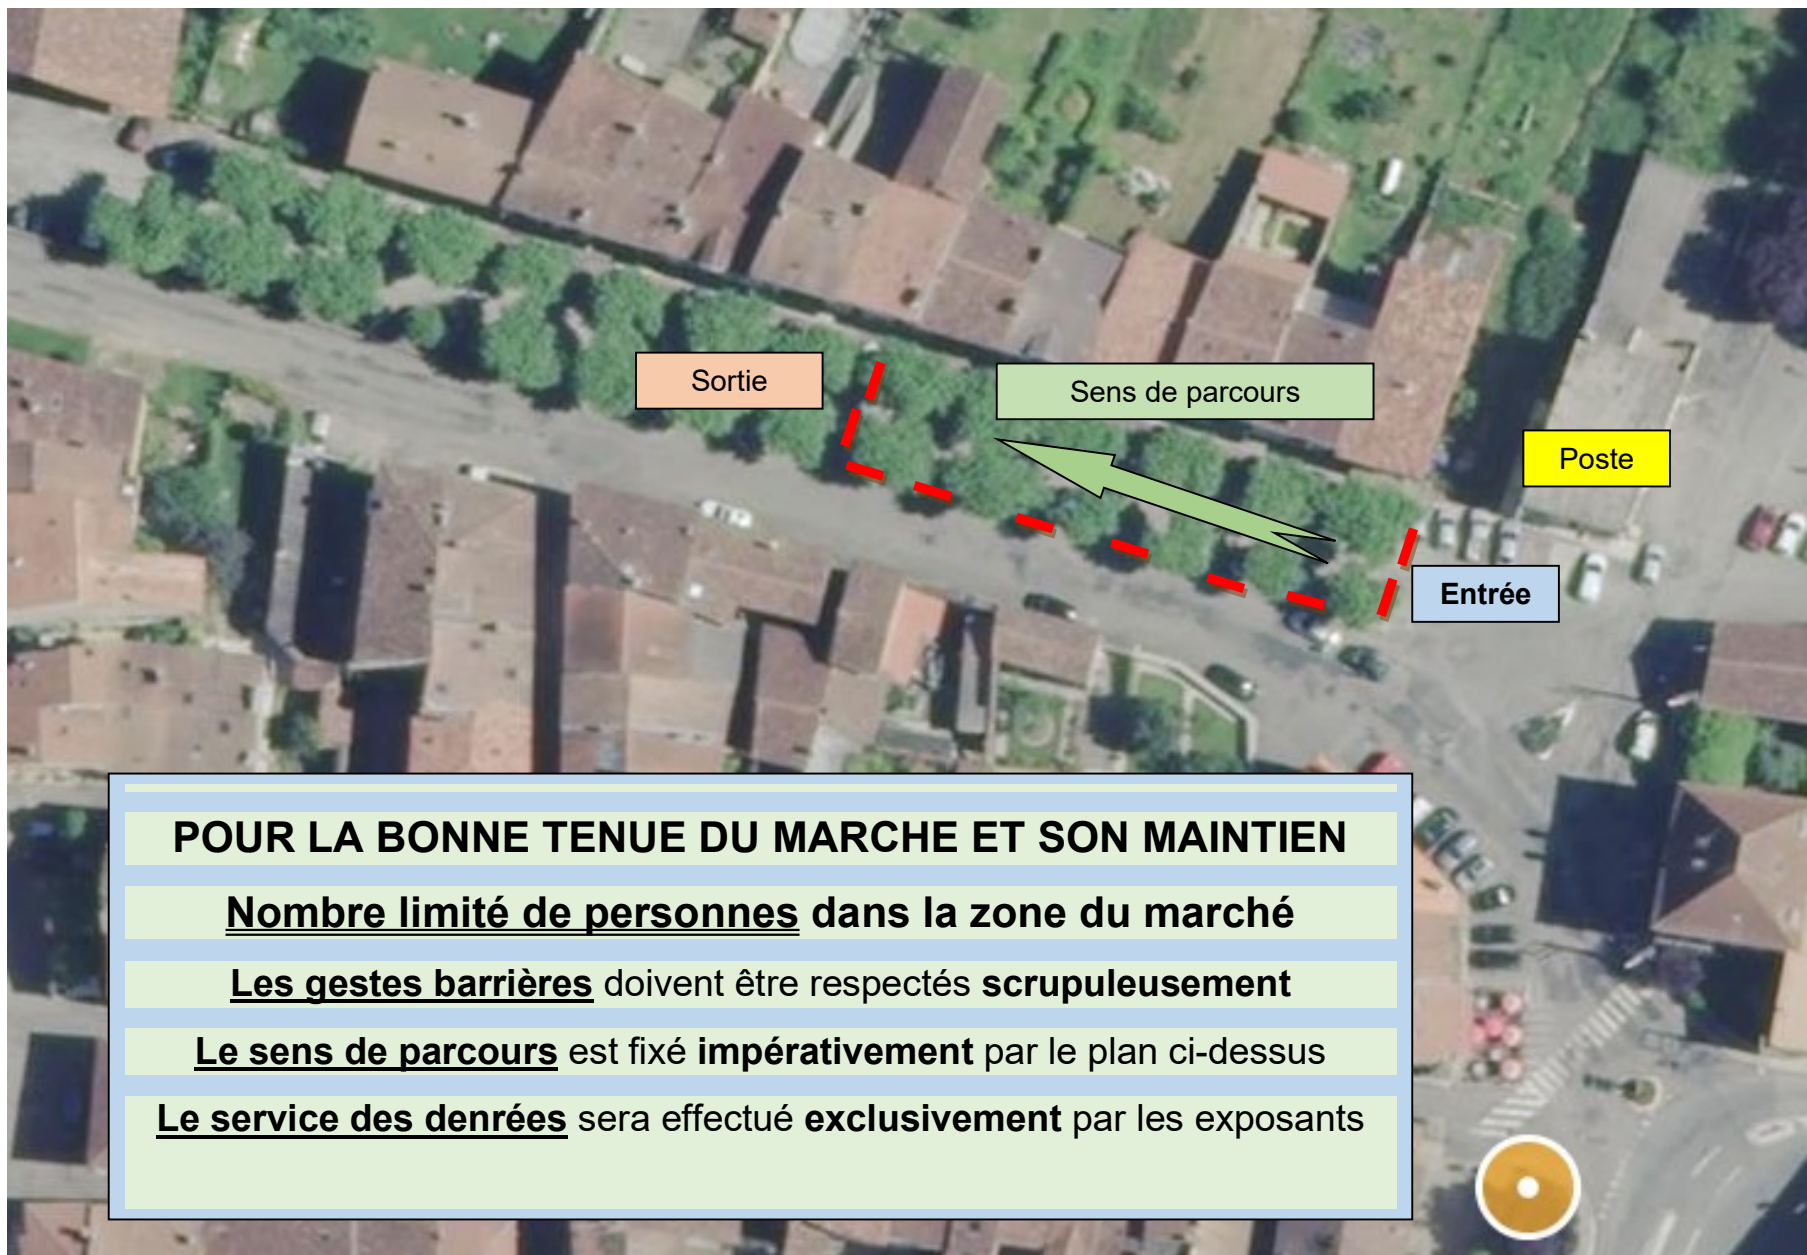 Sortie
Sens de parcours
Poste
Entrée
POUR LA BONNE TENUE DU MARCHE ET SON MAINTIEN
Nombre limité de personnes dans la zone du marché
Les gestes barrières doivent être respectés scrupuleusement
Le sens de parcours est fixé impérativement par le plan ci-dessus
Le service des denrées sera effectué exclusivement par les exposants